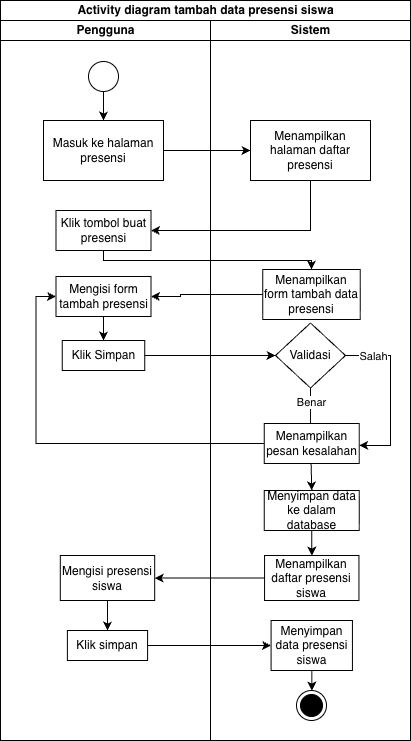 Activity diagram tambah data presensi siswa
Pengguna
Sistem
Masuk ke halaman
presensi
Menampilkan
halaman daftar
presensi
Klik tombol buat
presensi
Menampilkan
form tambah data
presensi
Mengisi form
tambah presensi
Klik Simpan
Validasi
Salah
Benar
Menampilkan
pesan kesalahan
Menyimpan data
ke dalam
database
Menampilkan
daftar presensi
siswa
Mengisi presensi
siswa
Klik simpan
Menyimpan
data presensi
siswa